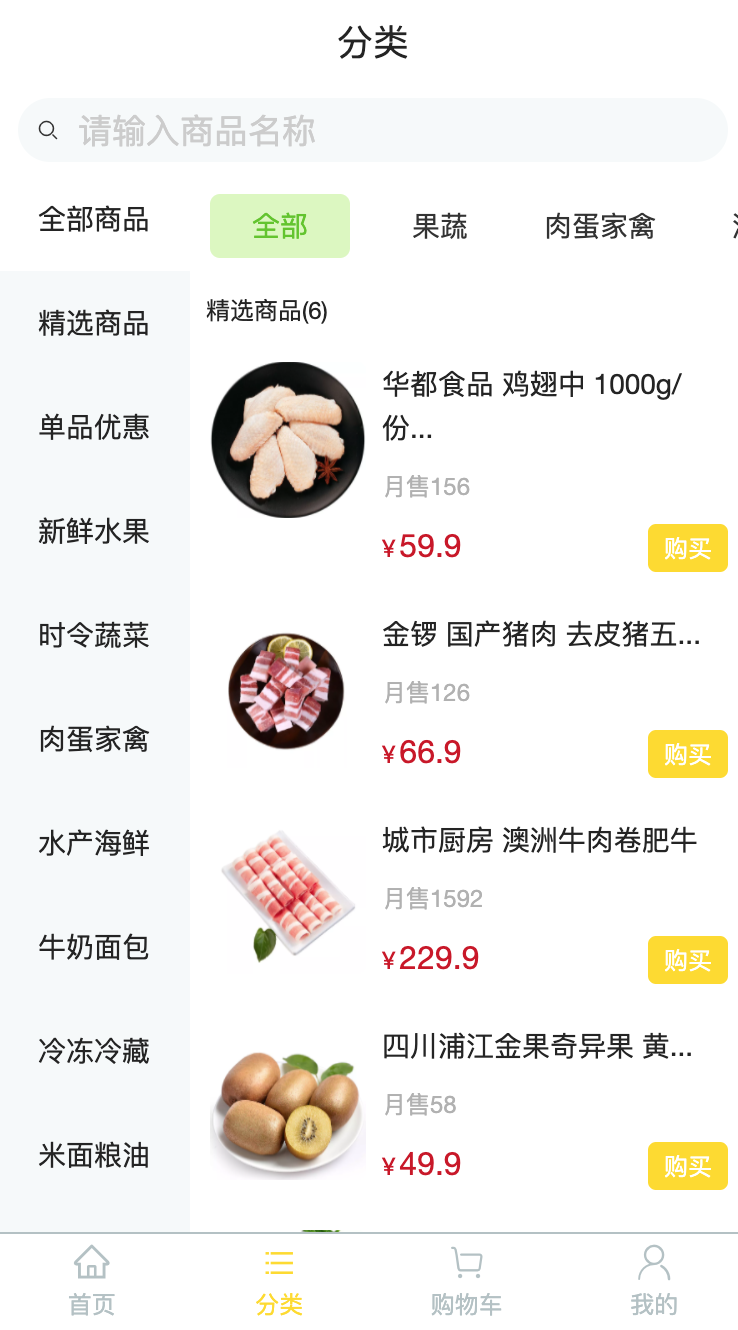 分类
请输入商品名称
全部商品
精选商品
单品优惠
新鲜水果
时令蔬菜
肉蛋家禽
水产海鲜
牛奶面包
冷冻冷藏
米面粮油
全部 果蔬 肉蛋家禽
精选商品(6)
华都食品 鸡翅中 1000g/
份...
月售156
¥59.9 购买
金锣 国产猪肉 去皮猪五...
月售126
¥66.9 购买
城市厨房 澳洲牛肉卷肥牛
月售1592
¥229.9 购买
四川浦江金果奇异果 黄...
月售58
¥49.9 购买
首页 分类 购物车 我的